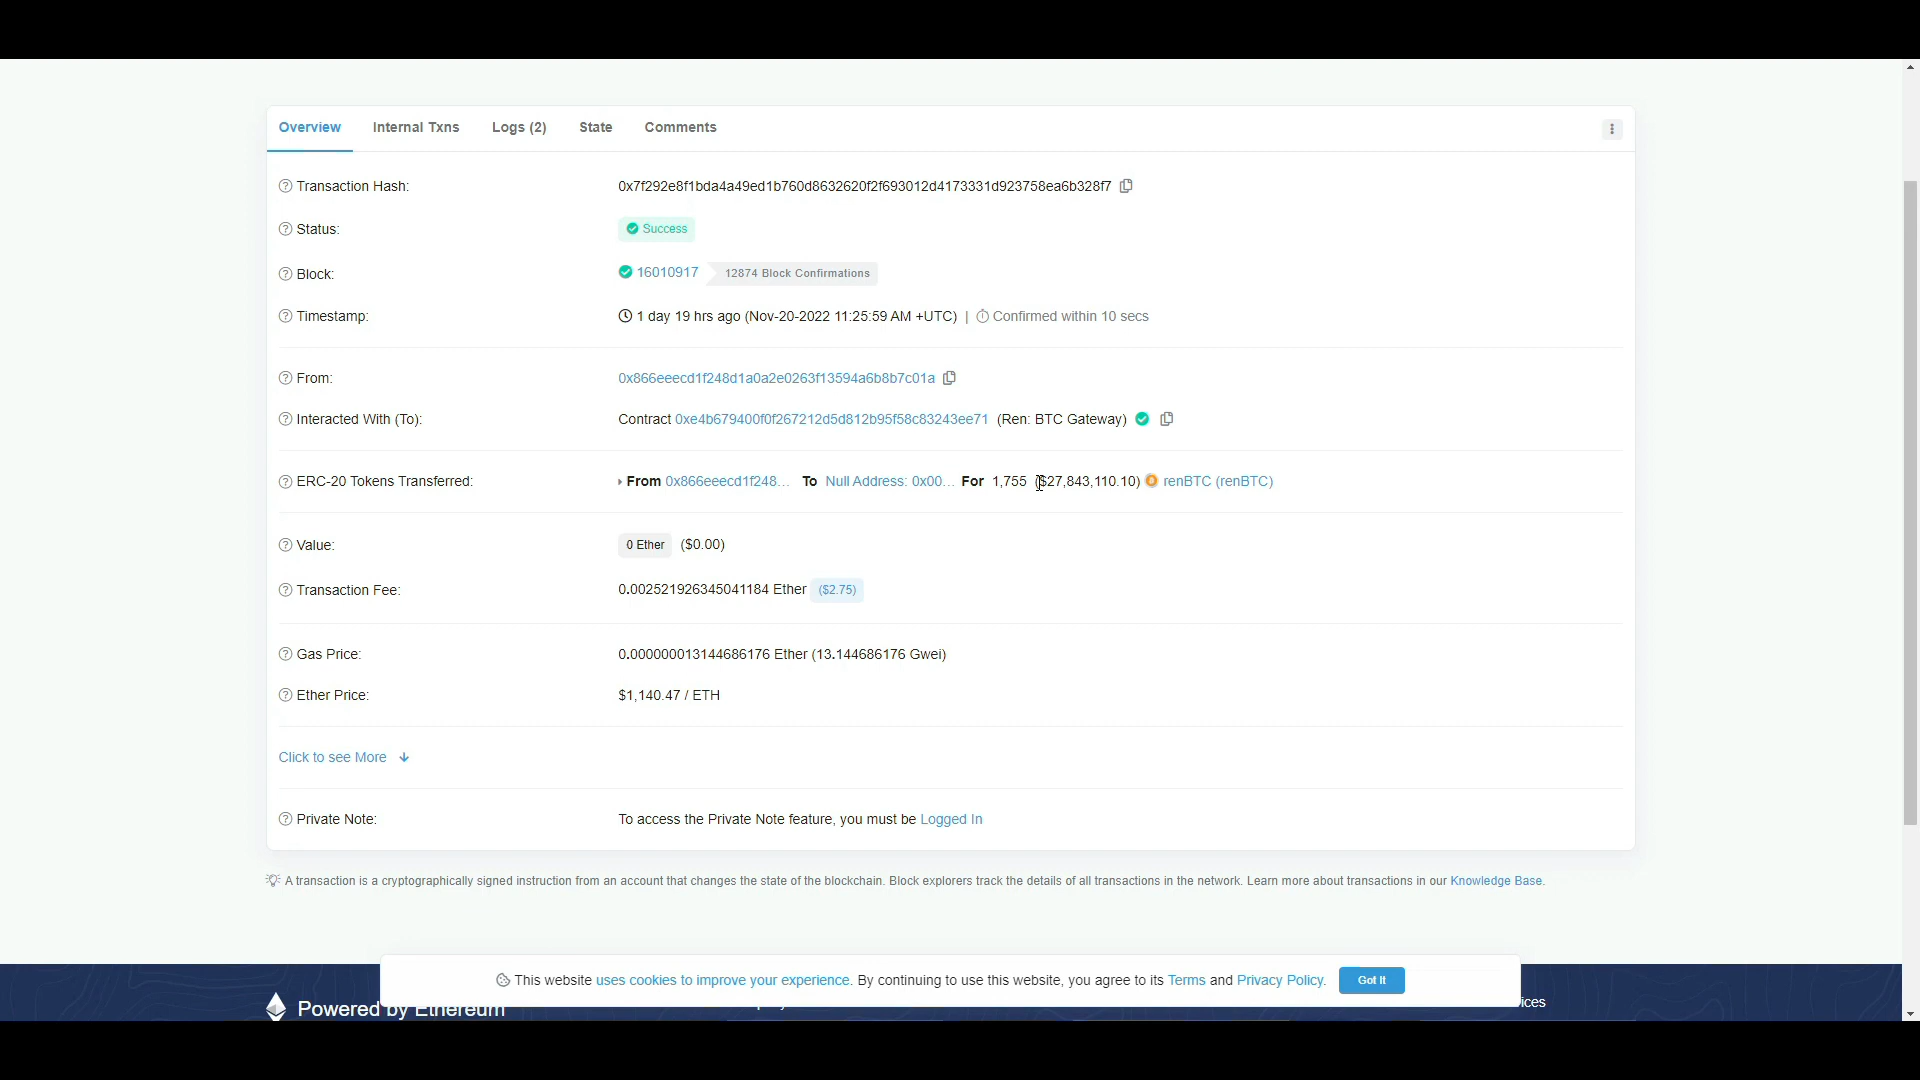 Overview Internal Txns Logs (2) State Comments
Transaction Hash: 0x7f292e8f1bda4a49ed1b760d8632620f2f693012d4173331d923758ea6b328f7
Status: Success
Block: 16010917 12874 Block Confirmations
Timestamp: 1 day 19 hrs ago (Nov-20-2022 11:25:59 AM +UTC) | Confirmed within 10 secs
From: 0x866eeecd1f248d1a0a2e0263f13594a6b8b7c01a
Interacted With (To): Contract 0xe4b679400f0f267212d5d812b95f58c83243ee71 (Ren: BTC Gateway)
ERC-20 Tokens Transferred: From 0x866eeecd1f248... To Null Address: 0x00... For 1,755 ($27,843,110.10) renBTC (renBTC)
Value: 0 Ether ($0.00)
Transaction Fee: 0.002521926345041184 Ether ($2.75)
Gas Price: 0.000000013144686176 Ether (13.144686176 Gwei)
Ether Price: $1,140.47 / ETH
Click to see More
Private Note: To access the Private Note feature, you must be Logged In
A transaction is a cryptographically signed instruction from an account that changes the state of the blockchain. Block explorers track the details of all transactions in the network. Learn more about transactions in our Knowledge Base.
This website uses cookies to improve your experience. By continuing to use this website, you agree to its Terms and Privacy Policy. Got It
Powered by Ethereum